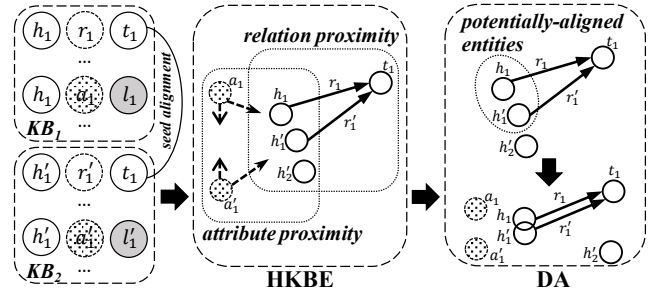 h₁ r₁ t₁
...
h₁ a₁ l₁
KB₁ ...
seed alignment
h′₁ r′₁ t₁
...
h′₁ a′₁ l′₁
KB₂ ...
relation proximity
a₁ h₁ r₁ t₁
h′₁ r′₁
h′₂
a′₁
attribute proximity
HKBE
potentially-aligned
entities
h₁ r₁ t₁
h′₁ r′₁
h′₂
a₁ h₁ r₁ t₁
a′₁ h′₁ r′₁ h′₂
DA